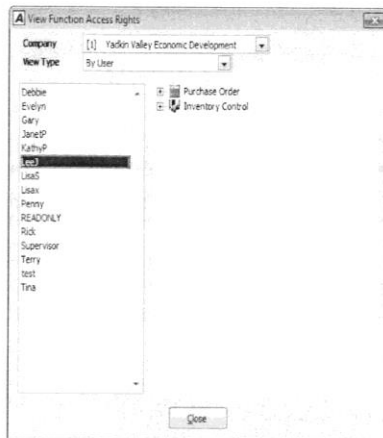 A View Function Access Rights
Company [1] Yadkin Valley Economic Development
View Type By User
Debbie
Evelyn
Gary
JanetP
KathyP
LisaS
Lisax
Penny
READONLY
Rick
Supervisor
Terry
test
Tina
Purchase Order
Inventory Control
Close